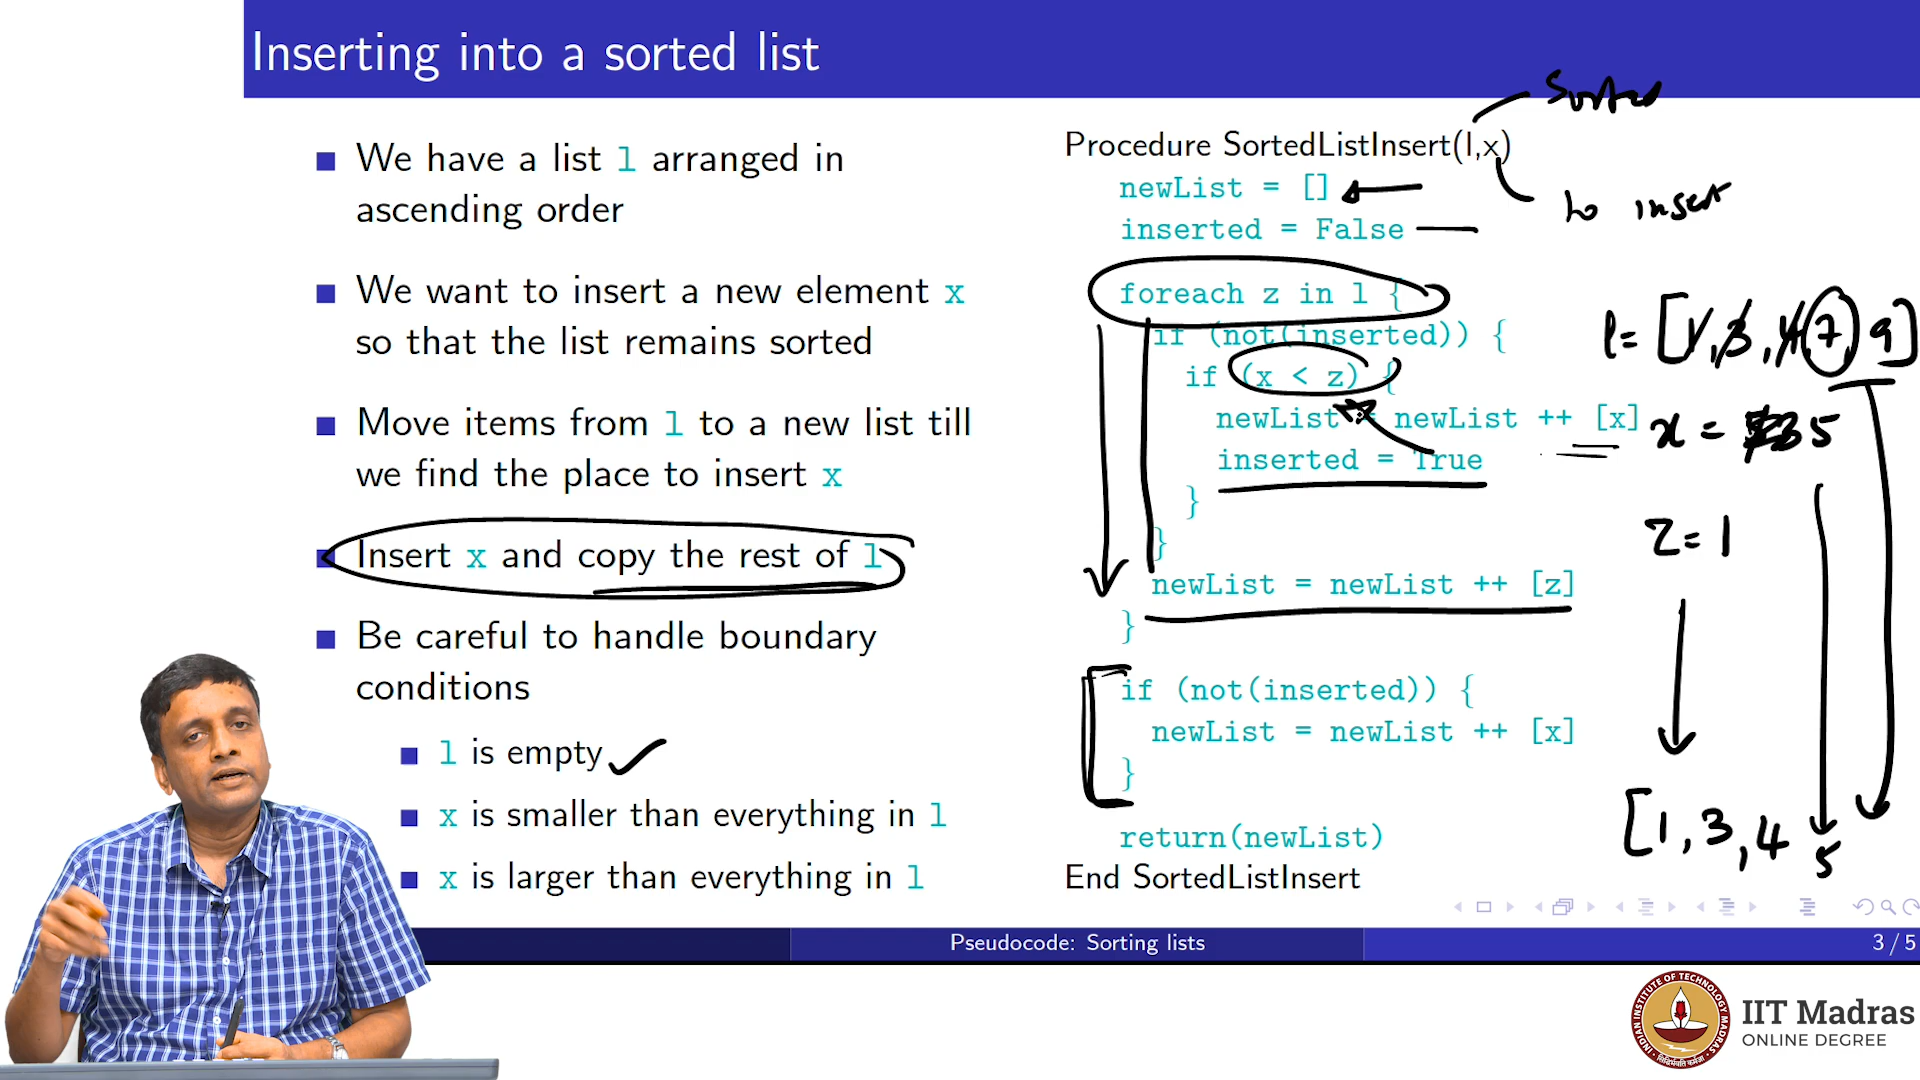 Inserting into a sorted list
We have a list l arranged in
ascending order
We want to insert a new element x
so that the list remains sorted
Move items from l to a new list till
we find the place to insert x
Insert x and copy the rest of l
Be careful to handle boundary
conditions
l is empty
x is smaller than everything in l
x is larger than everything in l
Sorted
Procedure SortedListInsert(l,x)
newList = []
to insert
inserted = False
foreach z in l {
if (not(inserted)) {
if (x < z) {
newList = newList ++ [x]
inserted = True
}
}
newList = newList ++ [z]
}
if (not(inserted)) {
newList = newList ++ [x]
}
return(newList)
End SortedListInsert
l = [1, 3, 4, 7, 9]
x = 5
z = 1
[1, 3, 4
5
Pseudocode: Sorting lists
3 / 5
INDIAN INSTITUTE OF TECHNOLOGY MADRAS
IIT Madras
ONLINE DEGREE